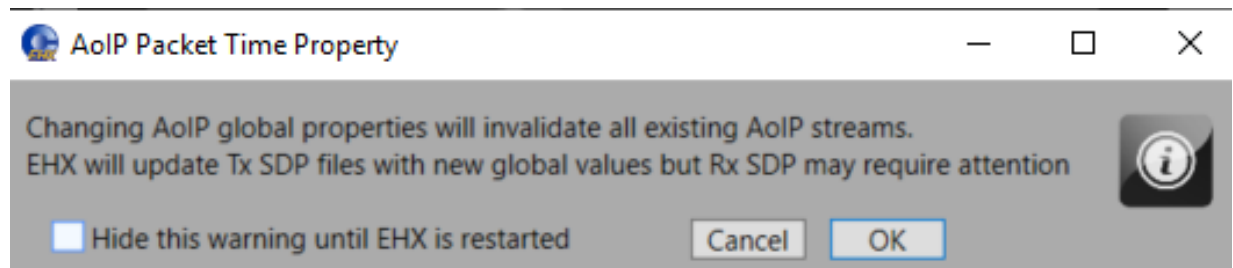 AoIP Packet Time Property
Changing AoIP global properties will invalidate all existing AoIP streams.
EHX will update Tx SDP files with new global values but Rx SDP may require attention
Hide this warning until EHX is restarted
Cancel
OK